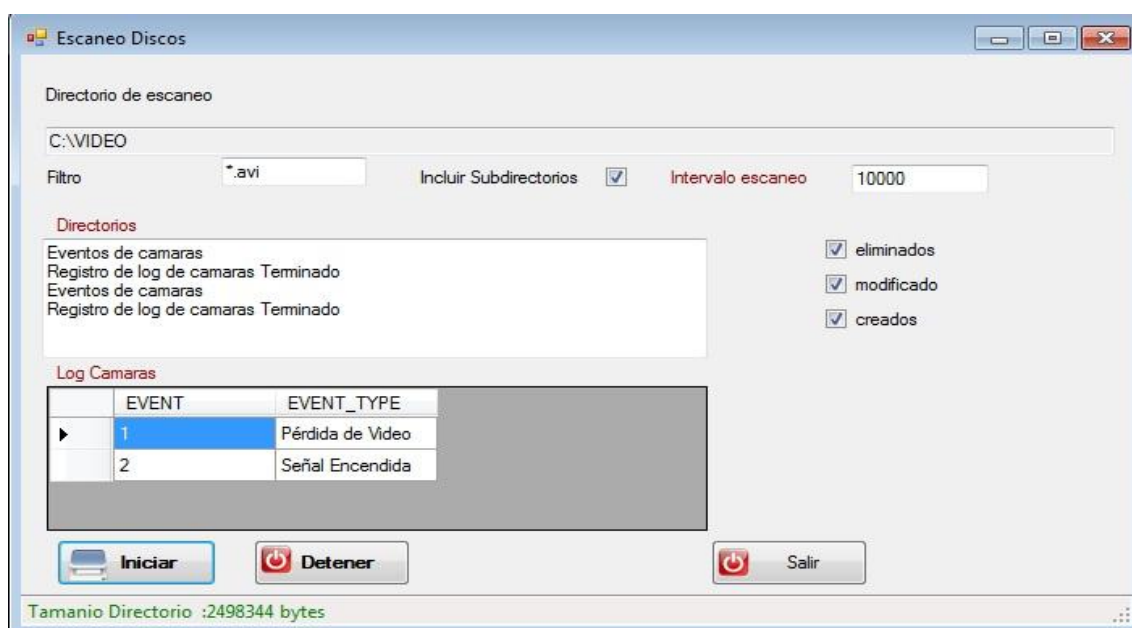 Escaneo Discos
Directorio de escaneo
C:\VIDEO
Filtro *.avi Incluir Subdirectorios Intervalo escaneo 10000
Directorios
Eventos de camaras
Registro de log de camaras Terminado
Eventos de camaras
Registro de log de camaras Terminado
eliminados
modificado
creados
Log Camaras
EVENT EVENT_TYPE
1 Pérdida de Video
2 Señal Encendida
Iniciar Detener Salir
Tamanio Directorio :2498344 bytes